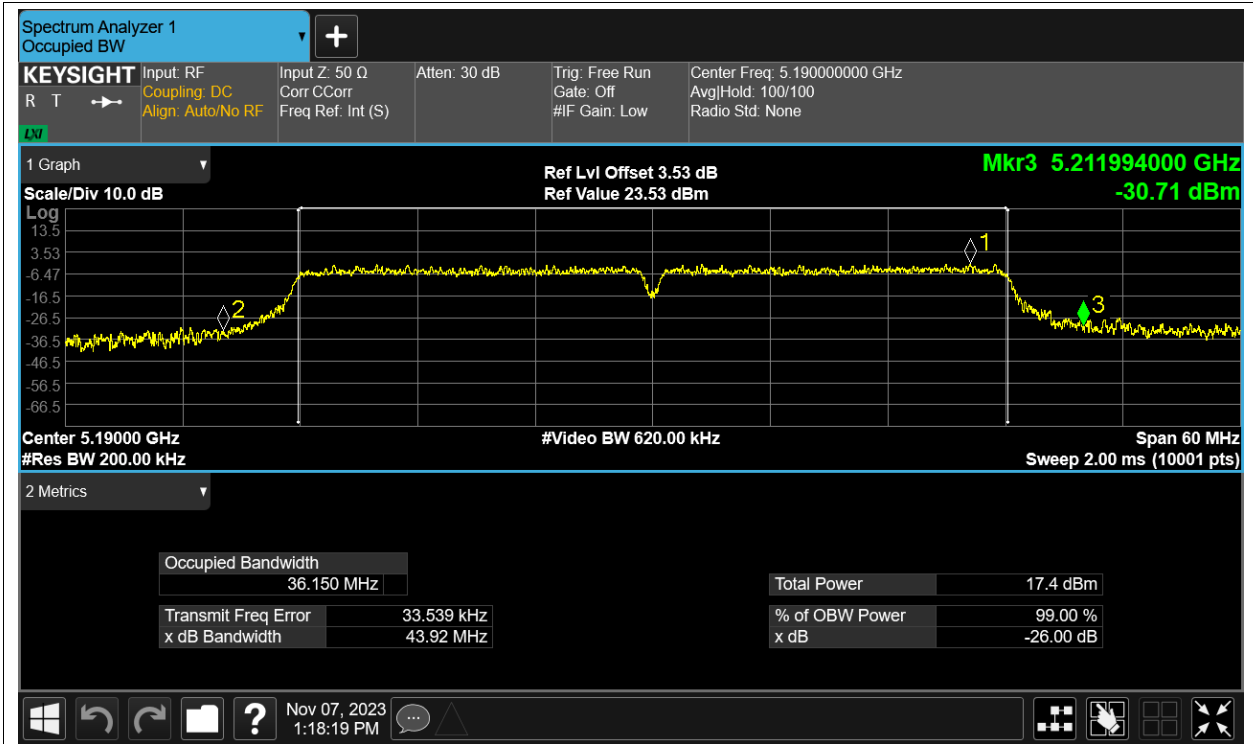 Spectrum Analyzer 1
Occupied BW
KEYSIGHT
R T
LXI
Input: RF
Coupling: DC
Align: Auto/No RF
Input Z: 50 Ω
Corr CCorr
Freq Ref: Int (S)
Atten: 30 dB
Trig: Free Run
Gate: Off
#IF Gain: Low
Center Freq: 5.190000000 GHz
Avg|Hold: 100/100
Radio Std: None
1 Graph
Scale/Div 10.0 dB
Ref Lvl Offset 3.53 dB
Ref Value 23.53 dBm
Mkr3 5.211994000 GHz
-30.71 dBm
Log
13.5
3.53
-6.47
-16.5
-26.5
-36.5
-46.5
-56.5
-66.5
1
2
3
Center 5.19000 GHz
#Video BW 620.00 kHz
Span 60 MHz
#Res BW 200.00 kHz
Sweep 2.00 ms (10001 pts)
2 Metrics
Occupied Bandwidth
36.150 MHz
Total Power 17.4 dBm
Transmit Freq Error 33.539 kHz
% of OBW Power 99.00 %
x dB Bandwidth 43.92 MHz
x dB -26.00 dB
?
Nov 07, 2023
1:18:19 PM